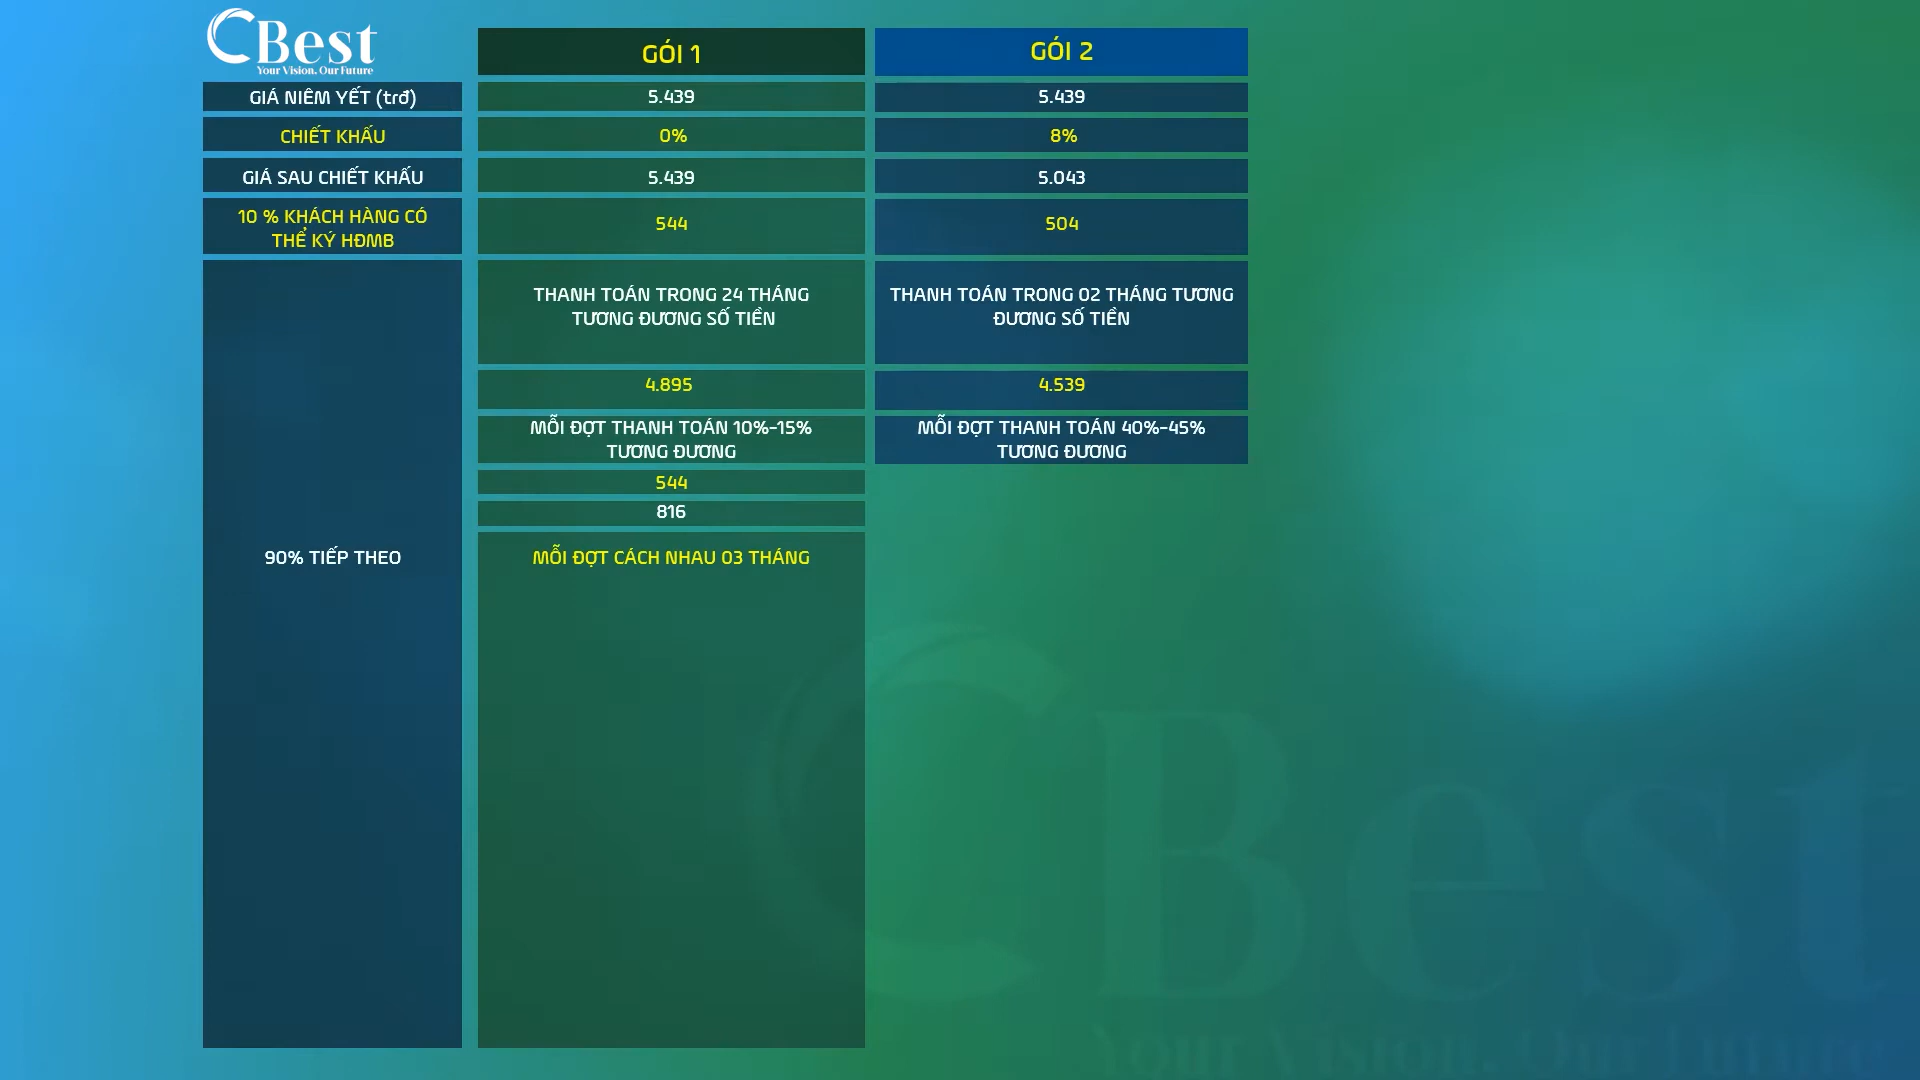 CBest
Your Vision. Our Future
GÓI 1
GÓI 2
GIÁ NIÊM YẾT (trđ)
5.439
5.439
CHIẾT KHẤU
0%
8%
GIÁ SAU CHIẾT KHẤU
5.439
5.043
10 % KHÁCH HÀNG CÓ
THỂ KÝ HĐMB
544
504
THANH TOÁN TRONG 24 THÁNG
TƯƠNG ĐƯƠNG SỐ TIỀN
THANH TOÁN TRONG 02 THÁNG TƯƠNG
ĐƯƠNG SỐ TIỀN
4.895
4.539
MỖI ĐỢT THANH TOÁN 10%-15%
TƯƠNG ĐƯƠNG
MỖI ĐỢT THANH TOÁN 40%-45%
TƯƠNG ĐƯƠNG
544
816
90% TIẾP THEO
MỖI ĐỢT CÁCH NHAU 03 THÁNG
CBest
Your Vision. Our Future